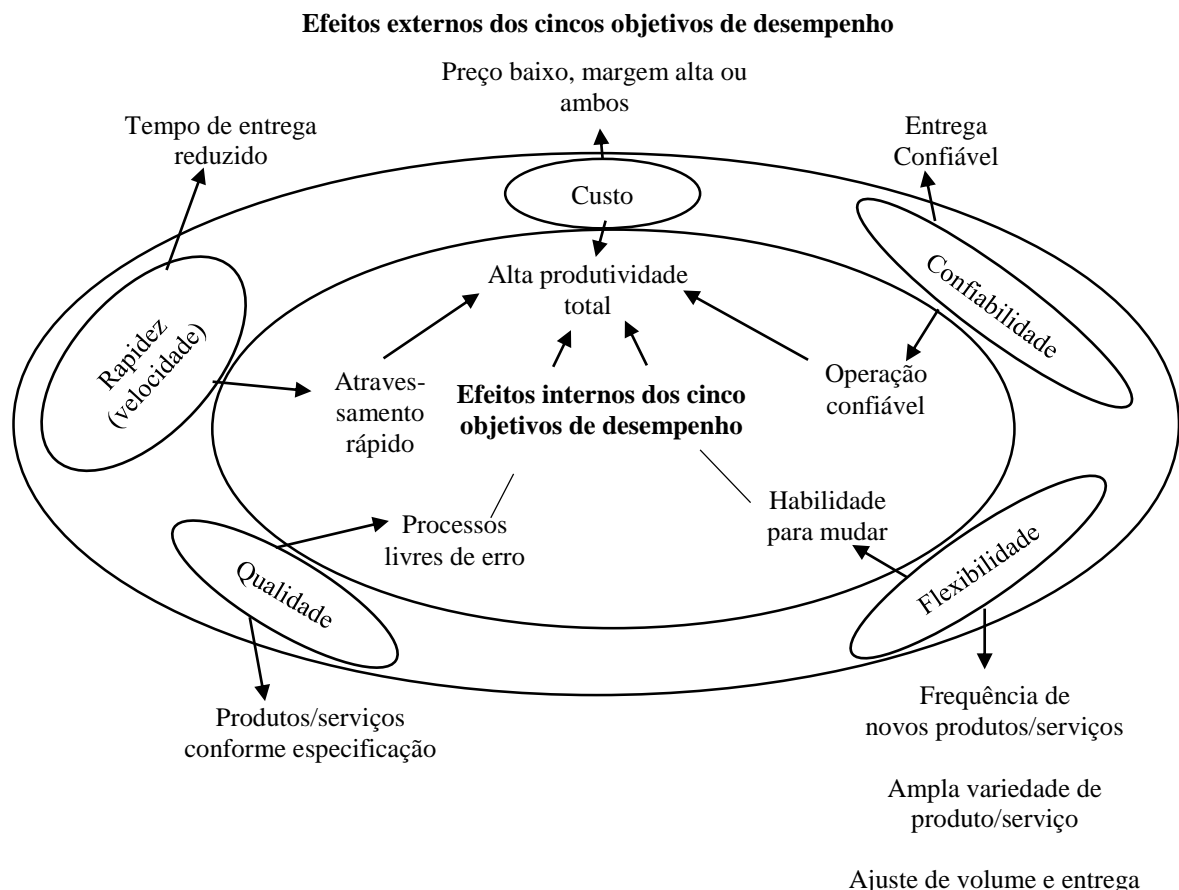 Efeitos externos dos cincos objetivos de desempenho
Preço baixo, margem alta ou
ambos
Tempo de entrega
reduzido
Entrega
Confiável
Custo
Alta produtividade
total
Rapidez
(velocidade)
Confiabilidade
Atraves-
samento
rápido
Efeitos internos dos cinco
objetivos de desempenho
Operação
confiável
Processos
livres de erro
Habilidade
para mudar
Qualidade
Flexibilidade
Produtos/serviços
conforme especificação
Frequência de
novos produtos/serviços
Ampla variedade de
produto/serviço
Ajuste de volume e entrega